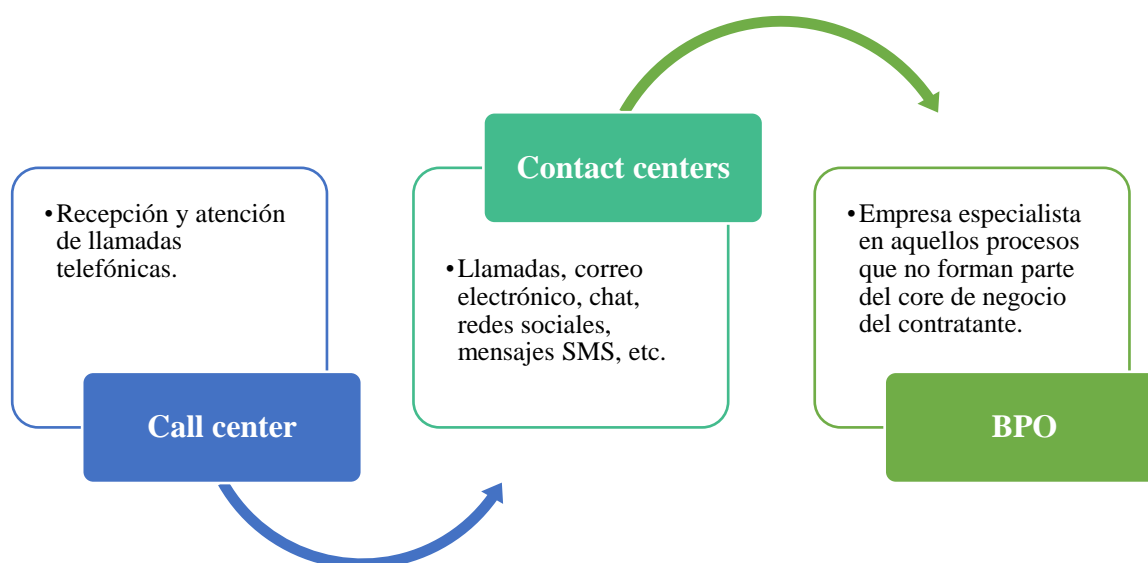 •Recepción y atención
de llamadas
telefónicas.
Call center
Contact centers
•Llamadas, correo
electrónico, chat,
redes sociales,
mensajes SMS, etc.
•Empresa especialista
en aquellos procesos
que no forman parte
del core de negocio
del contratante.
BPO